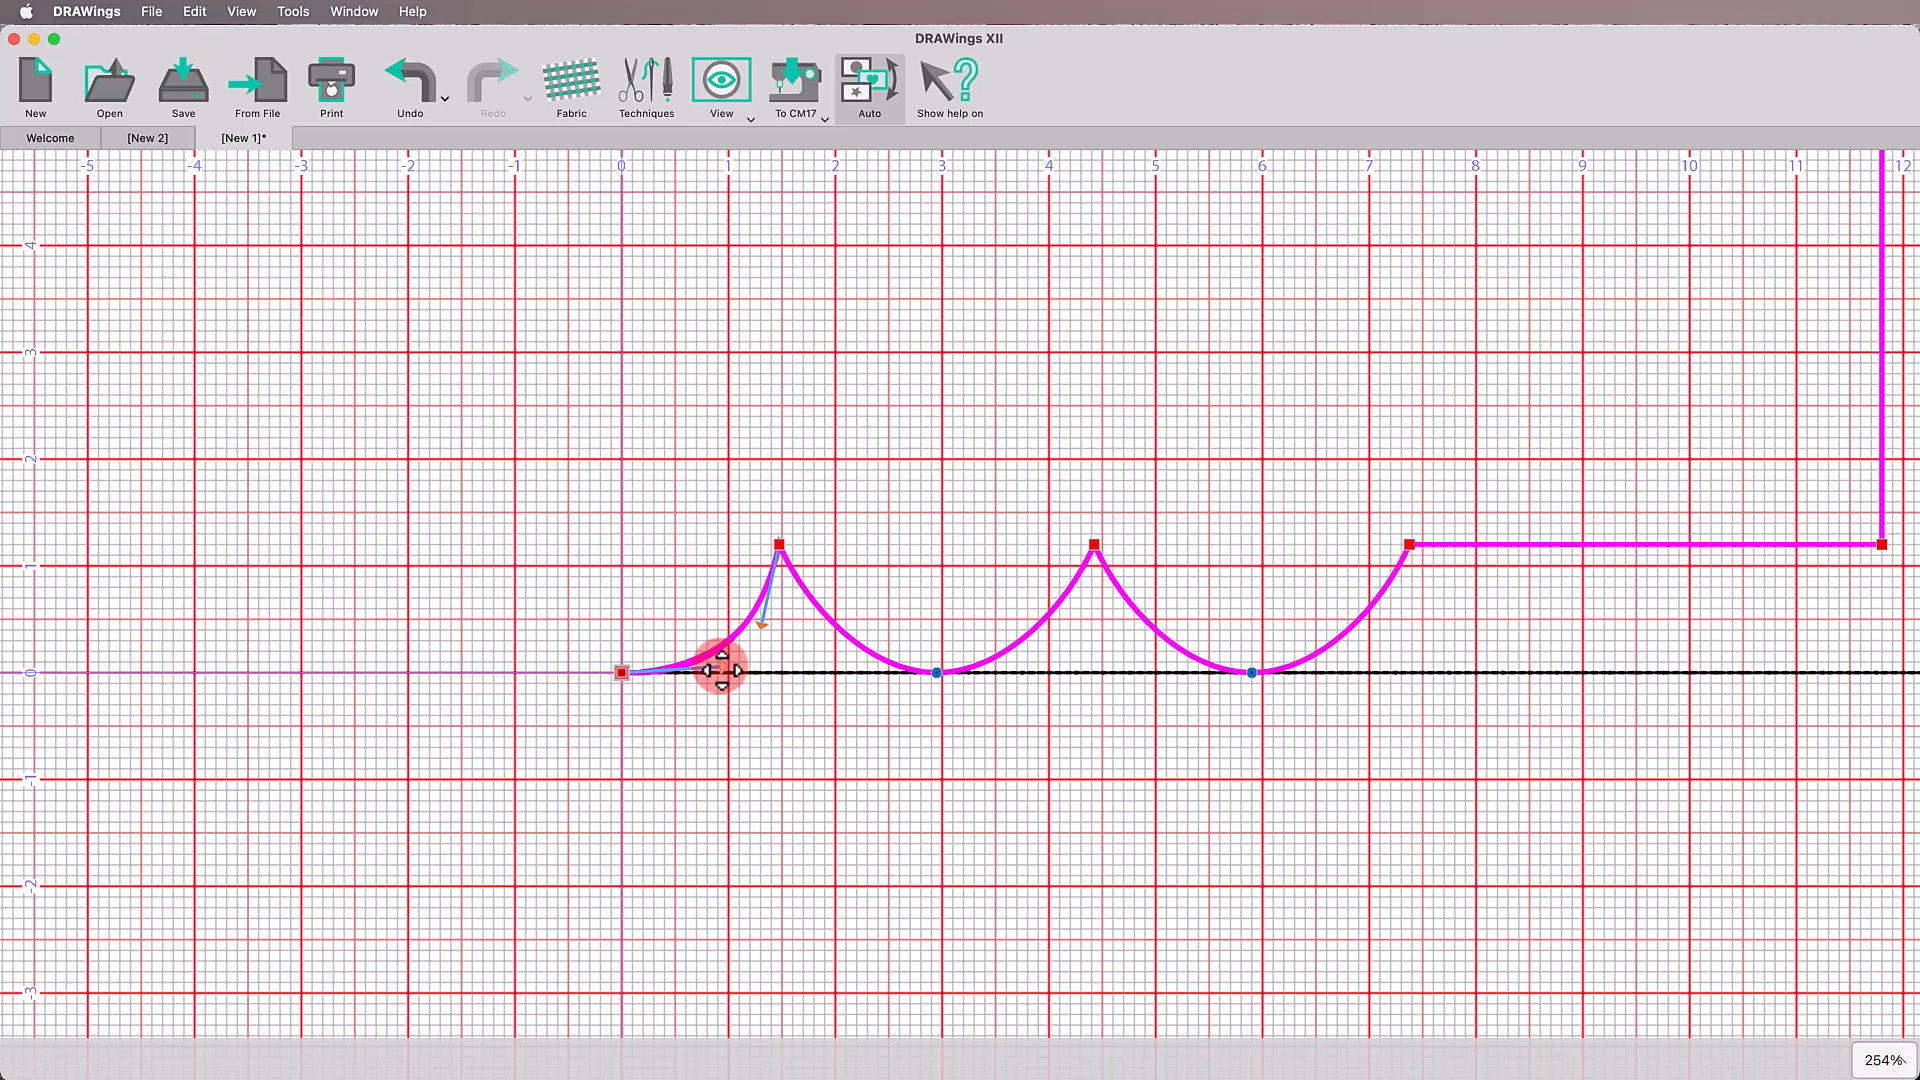 DRAWings File Edit View Tools Window Help
DRAWings XII
New Open Save From File Print Undo Redo Fabric Techniques View To CM17 Auto Show help on
Welcome [New 2] [New 1]*
-5 -4 -3 -2 -1 0 1 2 3 4 5 6 7 8 9 10 11 12
4
3
2
1
0
-1
-2
-3
254%